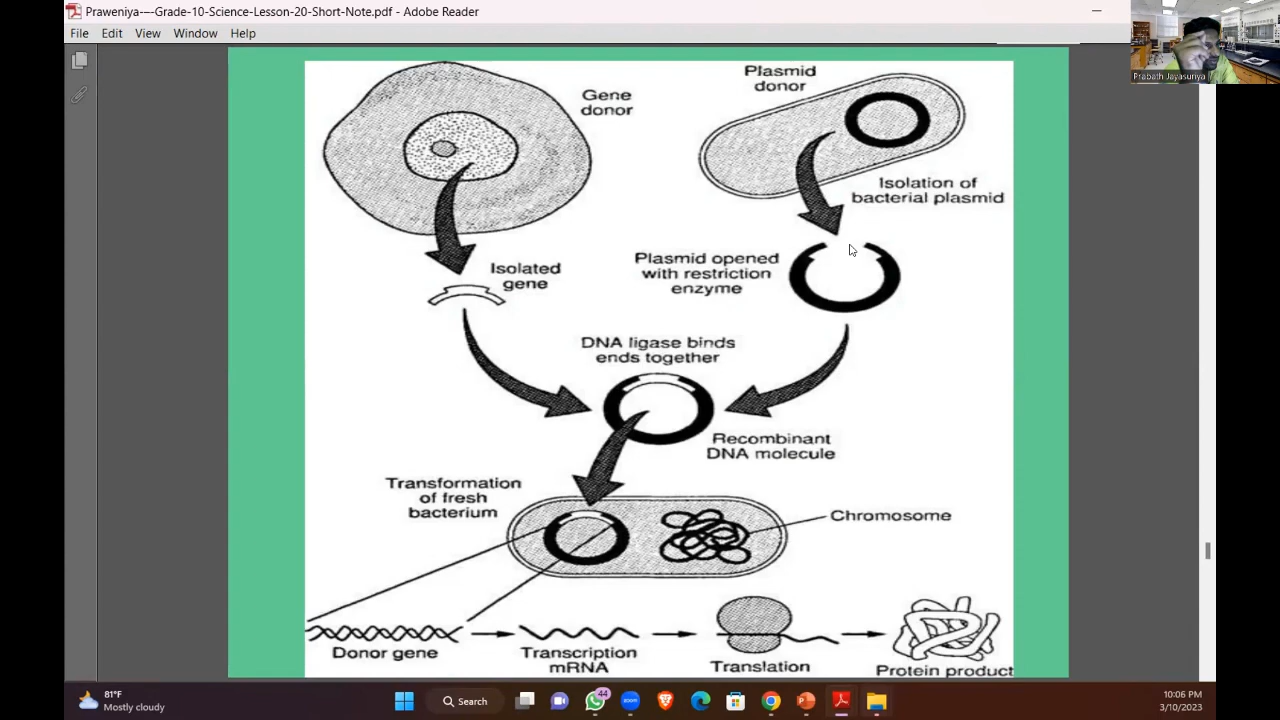 Praweniya-–-Grade-10-Science-Lesson-20-Short-Note.pdf - Adobe Reader
File Edit View Window Help
Prabath Jayasuriya
Gene
donor
Plasmid
donor
Isolation of
bacterial plasmid
Isolated
gene
Plasmid opened
with restriction
enzyme
DNA ligase binds
ends together
Recombinant
DNA molecule
Transformation
of fresh
bacterium
Chromosome
Donor gene
Transcription
mRNA
Translation
Protein product
81°F
Mostly cloudy
Search
44
zoom
10:06 PM
3/10/2023